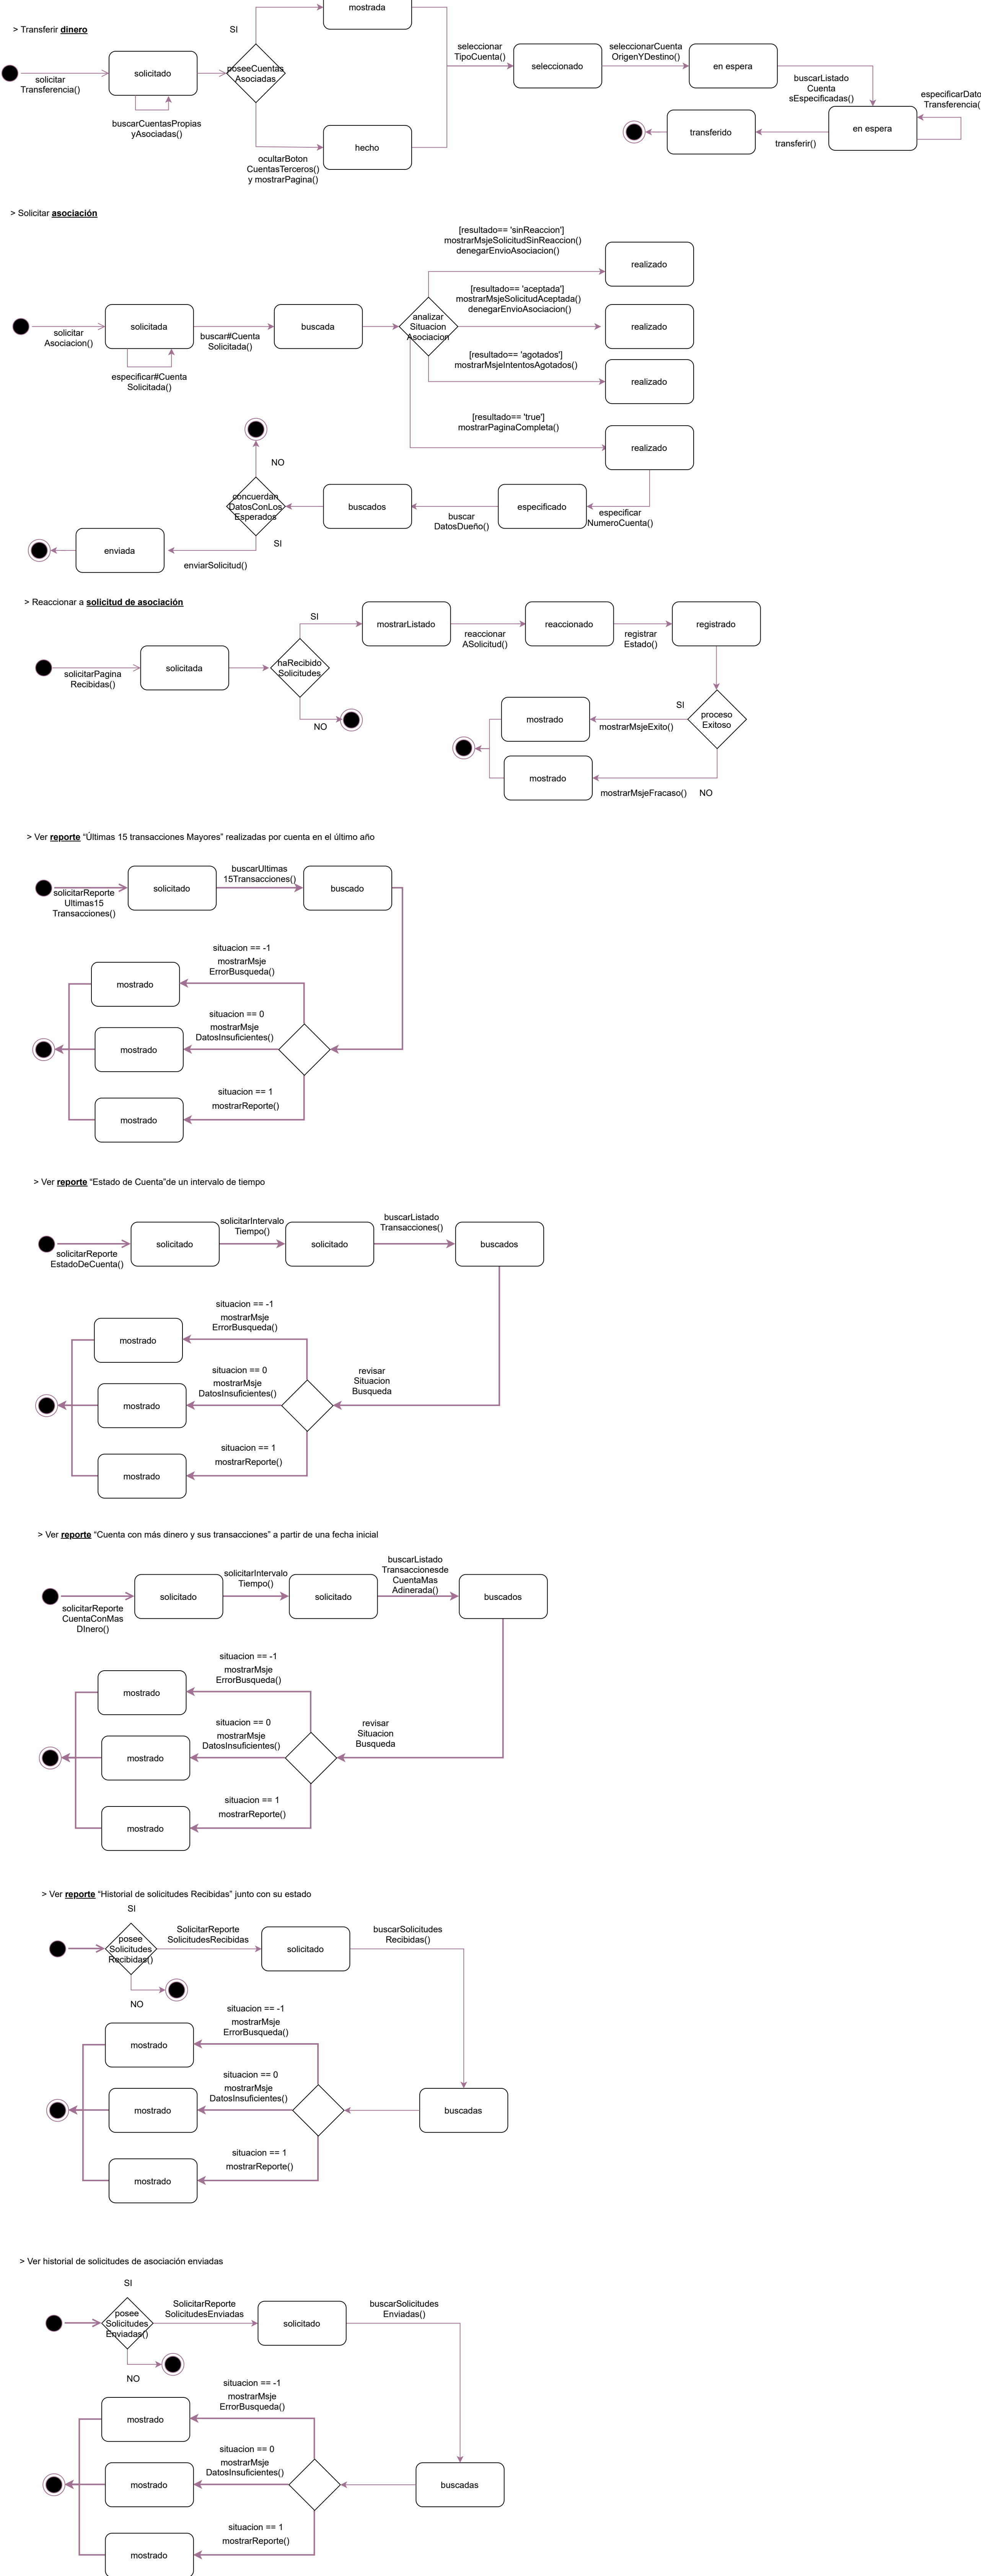 mostrada
> Transferir dinero
SI
solicitar
Transferencia()
solicitado
buscarCuentasPropias
yAsociadas()
poseeCuentas
Asociadas
ocultarBoton
CuentasTerceros()
y mostrarPagina()
hecho
seleccionar
TipoCuenta()
seleccionado
seleccionarCuenta
OrigenYDestino()
en espera
buscarListado
Cuenta
sEspecificadas()
especificarDato
Transferencia(
en espera
transferir()
transferido
> Solicitar asociación
solicitar
Asociacion()
solicitada
especificar#Cuenta
Solicitada()
buscar#Cuenta
Solicitada()
buscada
analizar
Situacion
Asociacion
[resultado== 'sinReaccion']
mostrarMsjeSolicitudSinReaccion()
denegarEnvioAsociacion()
realizado
[resultado== 'aceptada']
mostrarMsjeSolicitudAceptada()
denegarEnvioAsociacion()
realizado
[resultado== 'agotados']
mostrarMsjeIntentosAgotados()
realizado
[resultado== 'true']
mostrarPaginaCompleta()
realizado
especificar
NumeroCuenta()
especificado
buscar
DatosDueño()
buscados
concuerdan
DatosConLos
Esperados
NO
SI
enviarSolicitud()
enviada
> Reaccionar a solicitud de asociación
solicitarPagina
Recibidas()
solicitada
haRecibido
Solicitudes
SI
NO
mostrarListado
reaccionar
ASolicitud()
reaccionado
registrar
Estado()
registrado
proceso
Exitoso
SI
mostrarMsjeExito()
mostrado
mostrarMsjeFracaso()
NO
mostrado
> Ver reporte “Últimas 15 transacciones Mayores” realizadas por cuenta en el último año
solicitarReporte
Ultimas15
Transacciones()
solicitado
buscarUltimas
15Transacciones()
buscado
situacion == -1
mostrarMsje
ErrorBusqueda()
mostrado
situacion == 0
mostrarMsje
DatosInsuficientes()
mostrado
situacion == 1
mostrarReporte()
mostrado
> Ver reporte “Estado de Cuenta”de un intervalo de tiempo
solicitarReporte
EstadoDeCuenta()
solicitado
solicitarIntervalo
Tiempo()
solicitado
buscarListado
Transacciones()
buscados
revisar
Situacion
Busqueda
situacion == -1
mostrarMsje
ErrorBusqueda()
mostrado
situacion == 0
mostrarMsje
DatosInsuficientes()
mostrado
situacion == 1
mostrarReporte()
mostrado
> Ver reporte “Cuenta con más dinero y sus transacciones” a partir de una fecha inicial
solicitarReporte
CuentaConMas
DInero()
solicitado
solicitarIntervalo
Tiempo()
solicitado
buscarListado
Transaccionesde
CuentaMas
Adinerada()
buscados
revisar
Situacion
Busqueda
situacion == -1
mostrarMsje
ErrorBusqueda()
mostrado
situacion == 0
mostrarMsje
DatosInsuficientes()
mostrado
situacion == 1
mostrarReporte()
mostrado
> Ver reporte “Historial de solicitudes Recibidas” junto con su estado
SI
posee
Solicitudes
Recibidas()
NO
SolicitarReporte
SolicitudesRecibidas
solicitado
buscarSolicitudes
Recibidas()
buscadas
situacion == -1
mostrarMsje
ErrorBusqueda()
mostrado
situacion == 0
mostrarMsje
DatosInsuficientes()
mostrado
situacion == 1
mostrarReporte()
mostrado
> Ver historial de solicitudes de asociación enviadas
SI
posee
Solicitudes
Enviadas()
NO
SolicitarReporte
SolicitudesEnviadas
solicitado
buscarSolicitudes
Enviadas()
buscadas
situacion == -1
mostrarMsje
ErrorBusqueda()
mostrado
situacion == 0
mostrarMsje
DatosInsuficientes()
mostrado
situacion == 1
mostrarReporte()
mostrado